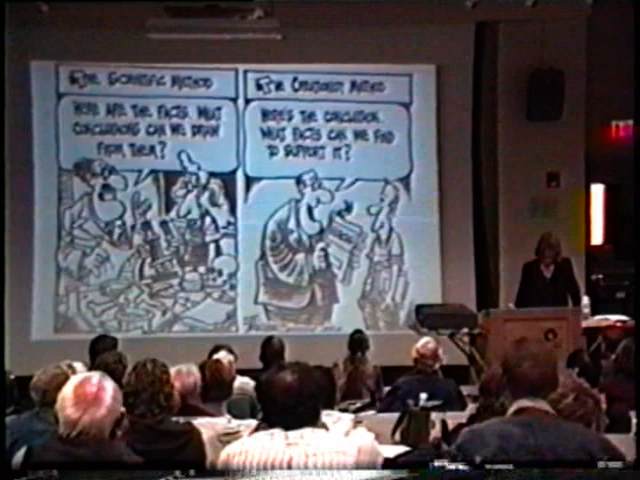 The Scientific Method
Here are the facts. What
conclusions can we draw
from them?
The Creationist Method
Here's the conclusion.
What facts can we find
to support it?